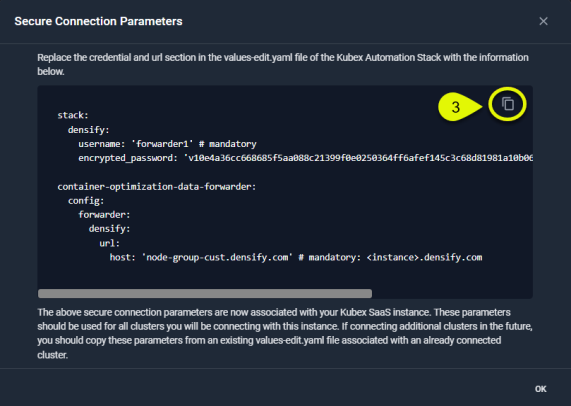 Secure Connection Parameters
Replace the credential and url section in the values-edit.yaml file of the Kubex Automation Stack with the information
below.
3
stack:
densify:
username: 'forwarder1' # mandatory
encrypted_password: 'v10e4a36cc668685f5aa088c21399f0e0250364ff6afef145c3c68d81981a10b06
container-optimization-data-forwarder:
config:
forwarder:
densify:
url:
host: 'node-group-cust.densify.com' # mandatory: <instance>.densify.com
The above secure connection parameters are now associated with your Kubex SaaS instance. These parameters
should be used for all clusters you will be connecting with this instance. If connecting additional clusters in the future,
you should copy these parameters from an existing values-edit.yaml file associated with an already connected
cluster.
OK